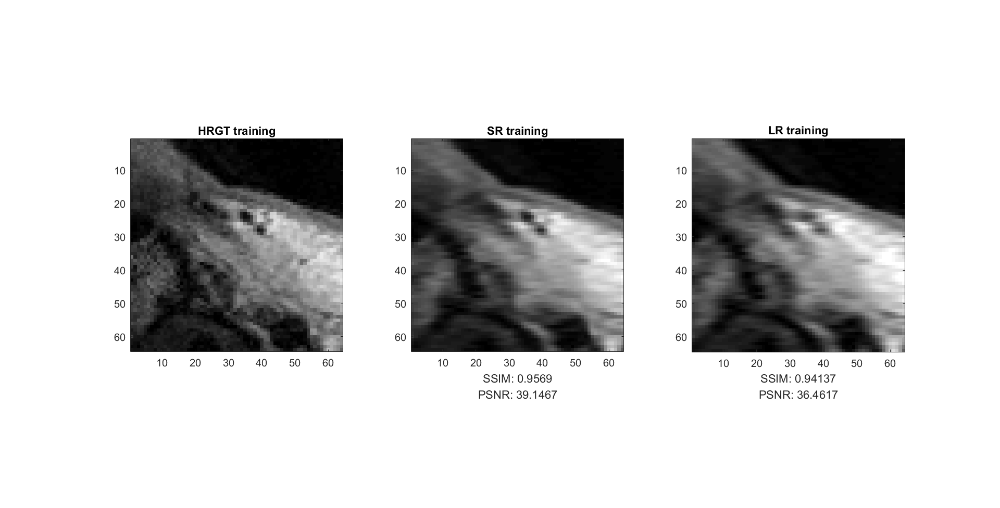 HRGT training
10
20
30
40
50
60
10 20 30 40 50 60
SR training
10
20
30
40
50
60
10 20 30 40 50 60
SSIM: 0.9569
PSNR: 39.1467
LR training
10
20
30
40
50
60
10 20 30 40 50 60
SSIM: 0.94137
PSNR: 36.4617